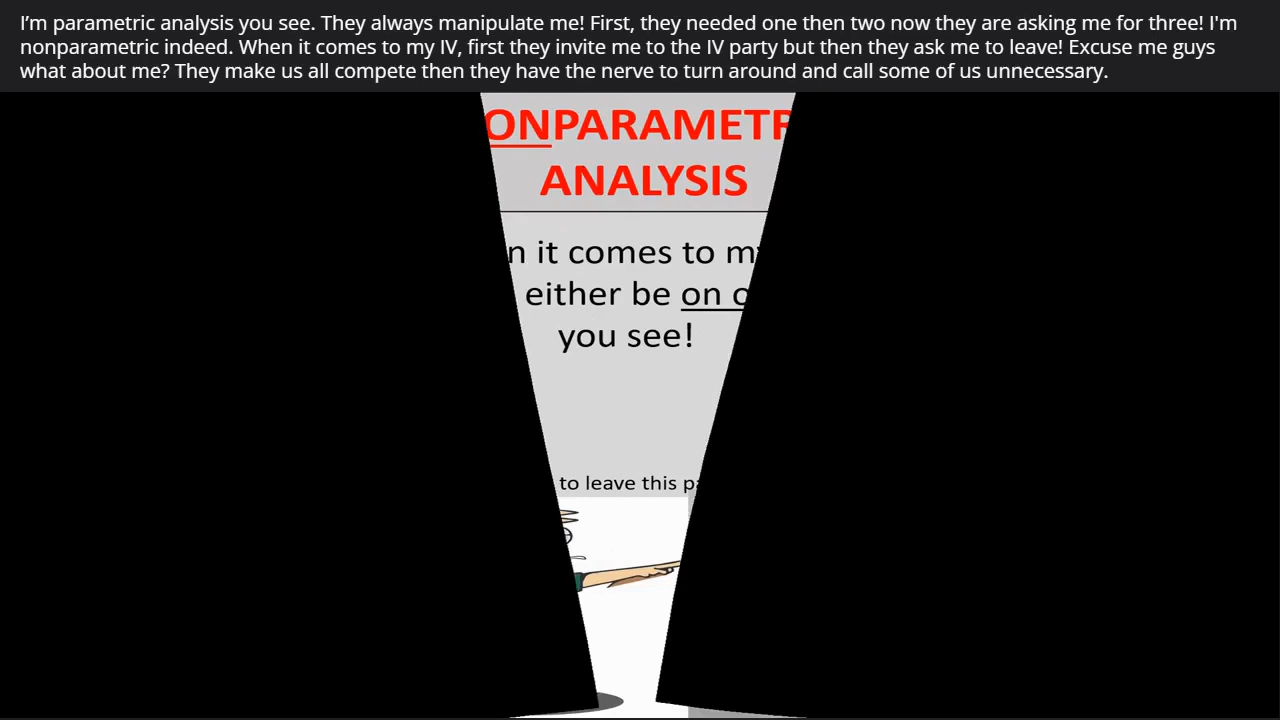 I’m parametric analysis you see. They always manipulate me! First, they needed one then two now they are asking me for three! I'm
nonparametric indeed. When it comes to my IV, first they invite me to the IV party but then they ask me to leave! Excuse me guys
what about me? They make us all compete then they have the nerve to turn around and call some of us unnecessary.
ONPARAMETR
ANALYSIS
n it comes to my
either be on o
you see!
to leave this pa